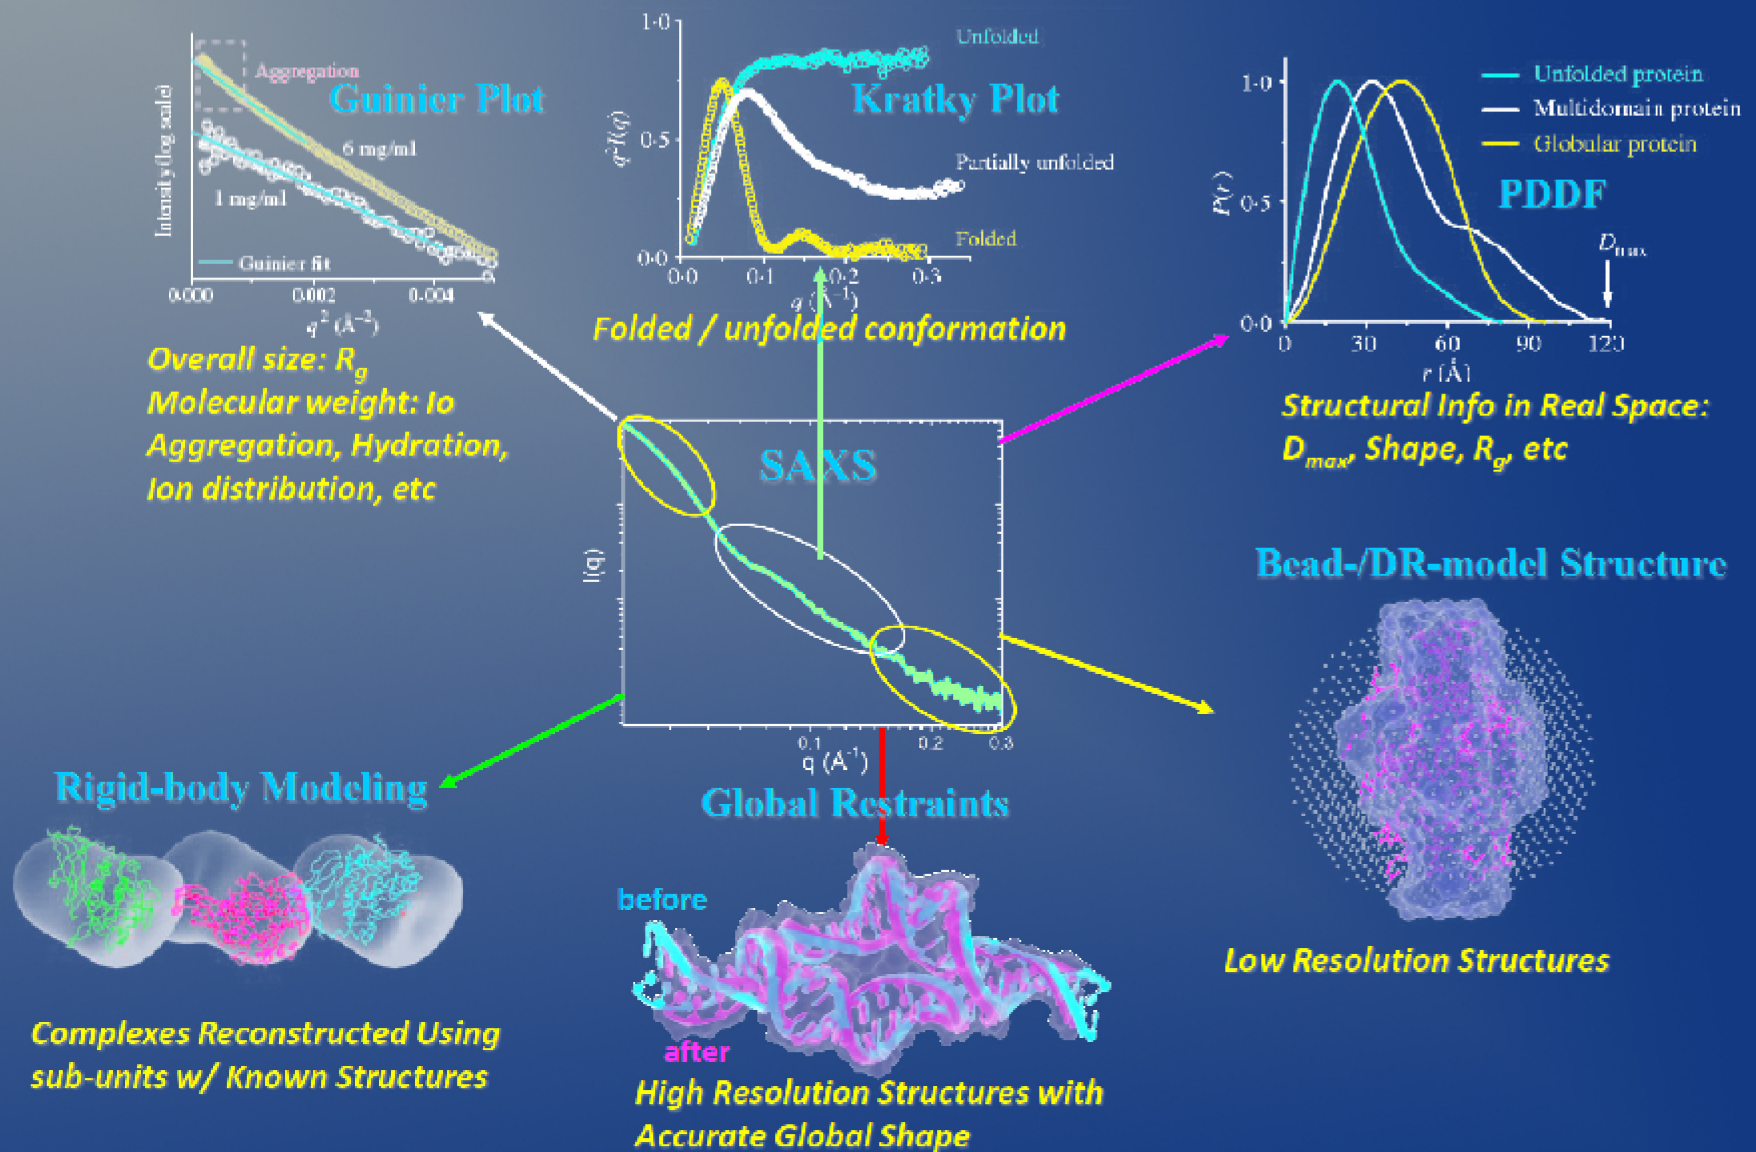 Aggregation
Guinier Plot
Intensity (log scale)
6 mg/ml
1 mg/ml
Guinier fit
0.000
0.002
0.004
q² (Å⁻²)
Overall size: Rg
Molecular weight: Io
Aggregation, Hydration,
Ion distribution, etc
1·0
Unfolded
Kratky Plot
q²I(q)
0·5
Partially unfolded
Folded
0·0
0·0
0·1
0·2
0·3
q (Å⁻¹)
Folded / unfolded conformation
Unfolded protein
1·0
Multidomain protein
Globular protein
P(r)
PDDF
0·5
Dmax
0·0
0
30
60
90
120
r (Å)
Structural Info in Real Space:
Dmax, Shape, Rg, etc
SAXS
I(q)
0.1
0.2
0.3
q (Å⁻¹)
Bead-/DR-model Structure
Low Resolution Structures
Rigid-body Modeling
Complexes Reconstructed Using
sub-units w/ Known Structures
Global Restraints
before
after
High Resolution Structures with
Accurate Global Shape